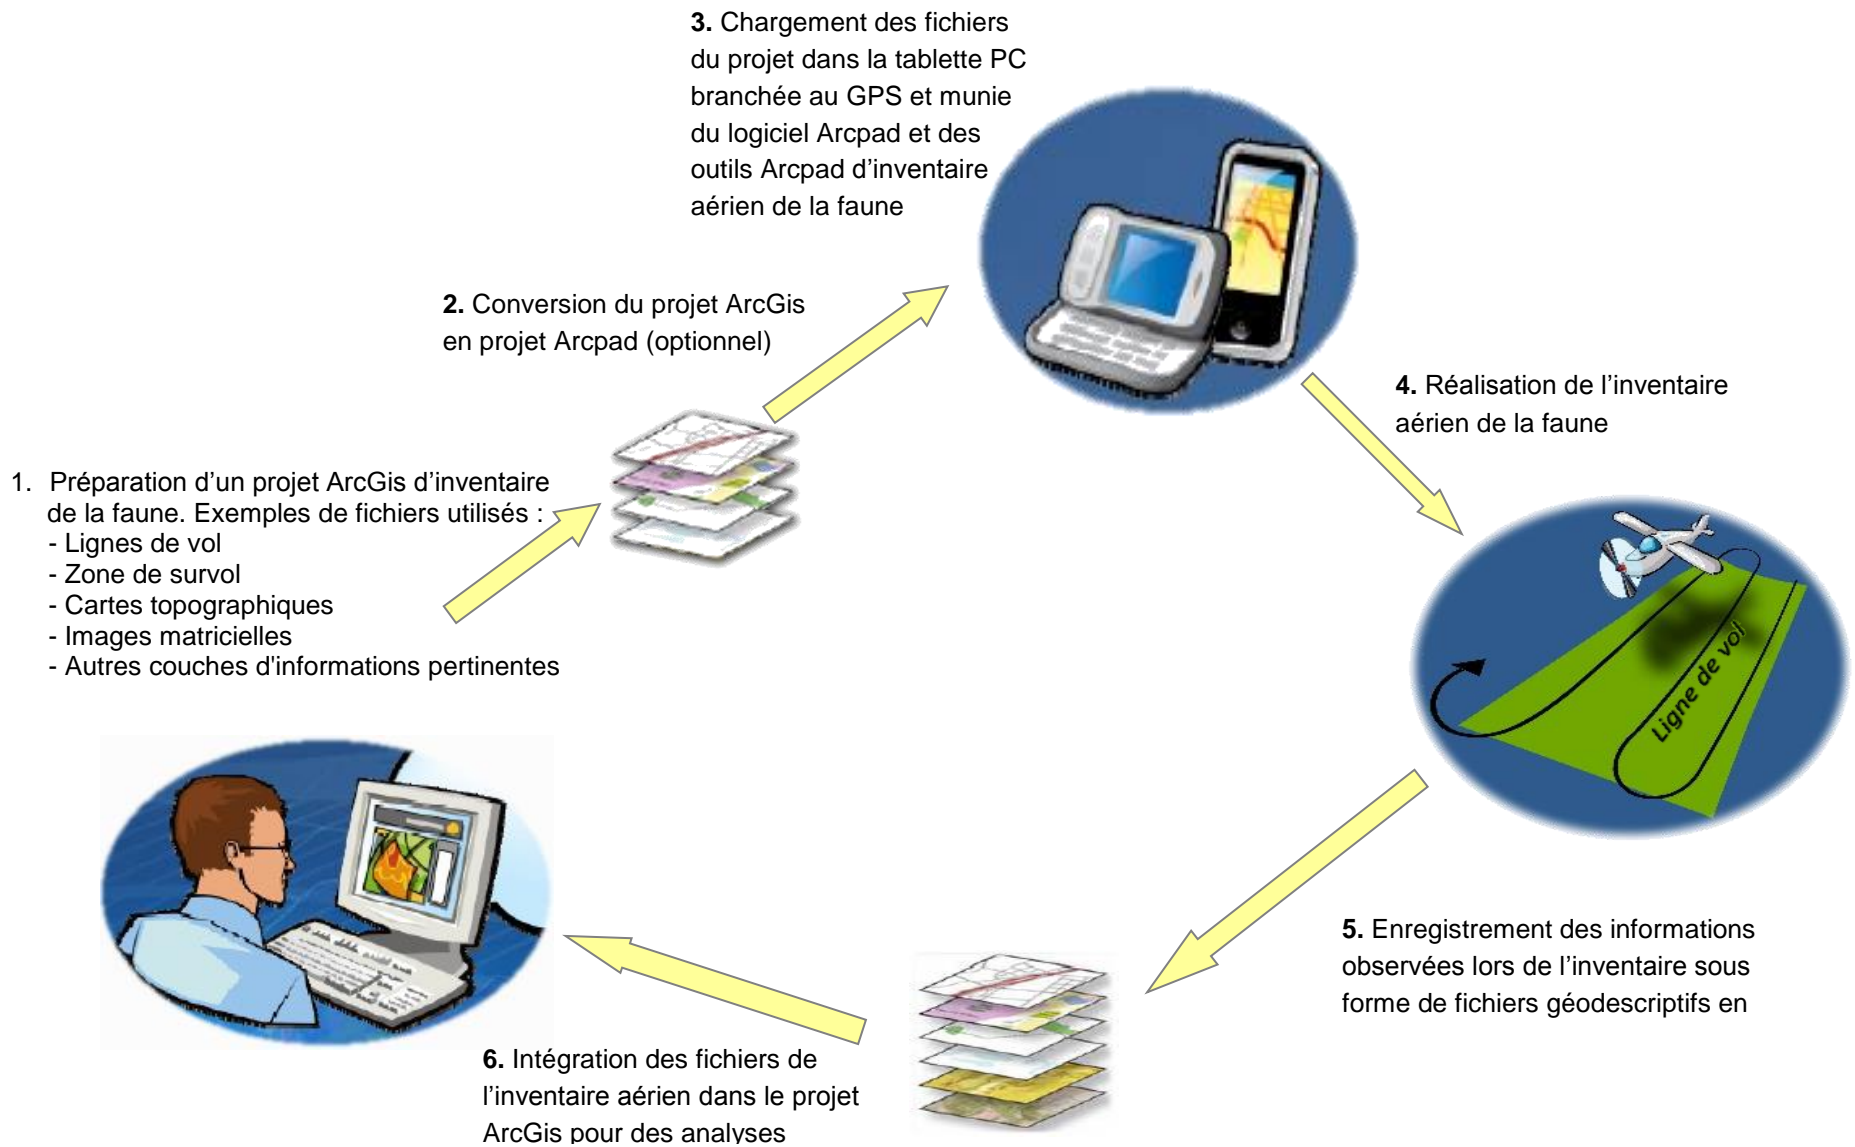 3. Chargement des fichiers
du projet dans la tablette PC
branchée au GPS et munie
du logiciel Arcpad et des
outils Arcpad d’inventaire
aérien de la faune
2. Conversion du projet ArcGis
en projet Arcpad (optionnel)
4. Réalisation de l’inventaire
aérien de la faune
1. Préparation d’un projet ArcGis d’inventaire
de la faune. Exemples de fichiers utilisés :
- Lignes de vol
- Zone de survol
- Cartes topographiques
- Images matricielles
- Autres couches d'informations pertinentes
Ligne de vol
5. Enregistrement des informations
observées lors de l’inventaire sous
forme de fichiers géodescriptifs en
6. Intégration des fichiers de
l’inventaire aérien dans le projet
ArcGis pour des analyses